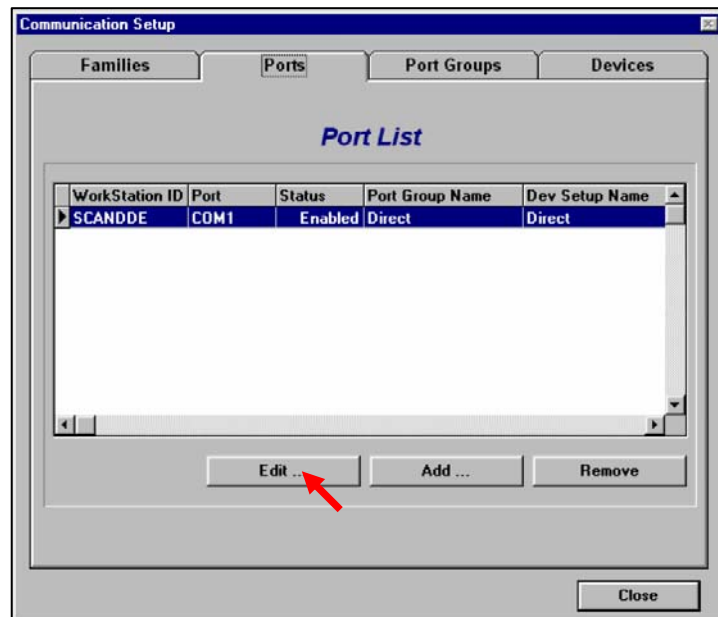 Communication Setup
Families Ports Port Groups Devices
Port List
WorkStation ID Port Status Port Group Name Dev Setup Name
SCANDDE COM1 Enabled Direct Direct
Edit ... Add ... Remove
Close